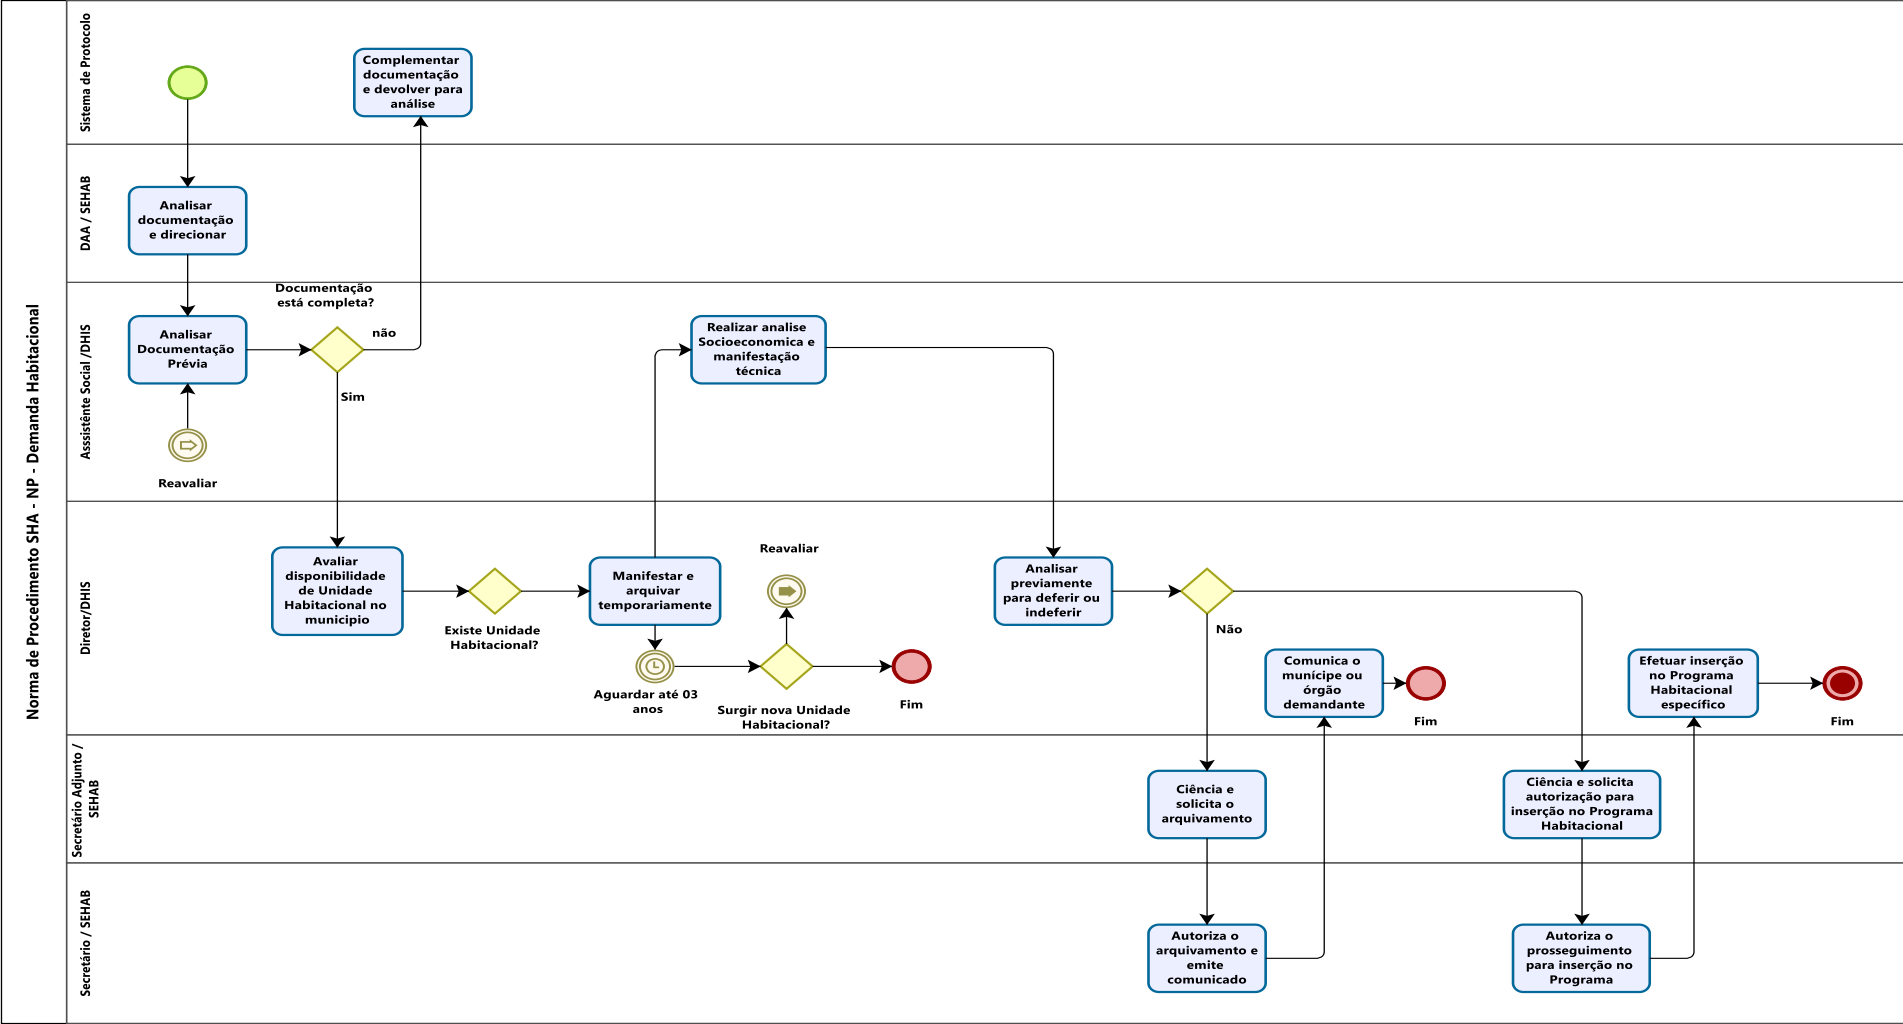 Norma de Procedimento SHA - NP - Demanda Habitacional
Sistema de Protocolo
Complementar
documentação
e devolver para
análise
DAA / SEHAB
Analisar
documentação
e direcionar
Asssistênte Social /DHIS
Analisar
Documentação
Prévia
Documentação
está completa?
não
Sim
Reavaliar
Realizar analise
Socioeconomica e
manifestação
técnica
Diretor/DHIS
Avaliar
disponibilidade
de Unidade
Habitacional no
municipio
Existe Unidade
Habitacional?
Manifestar e
arquivar
temporariamente
Aguardar até 03
anos
Reavaliar
Surgir nova Unidade
Habitacional?
Fim
Analisar
previamente
para deferir ou
indeferir
Não
Comunica o
munícipe ou
órgão
demandante
Fim
Efetuar inserção
no Programa
Habitacional
específico
Fim
Secretário Adjunto /
SEHAB
Ciência e
solicita o
arquivamento
Ciência e solicita
autorização para
inserção no Programa
Habitacional
Secretário / SEHAB
Autoriza o
arquivamento e
emite
comunicado
Autoriza o
prosseguimento
para inserção no
Programa